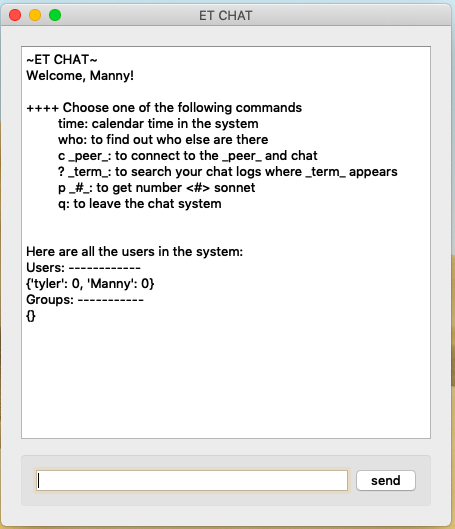 ET CHAT
~ET CHAT~
Welcome, Manny!
++++ Choose one of the following commands
time: calendar time in the system
who: to find out who else are there
c _peer_: to connect to the _peer_ and chat
? _term_: to search your chat logs where _term_ appears
p _#_: to get number <#> sonnet
q: to leave the chat system
Here are all the users in the system:
Users: ------------
{'tyler': 0, 'Manny': 0}
Groups: -----------
{}
send